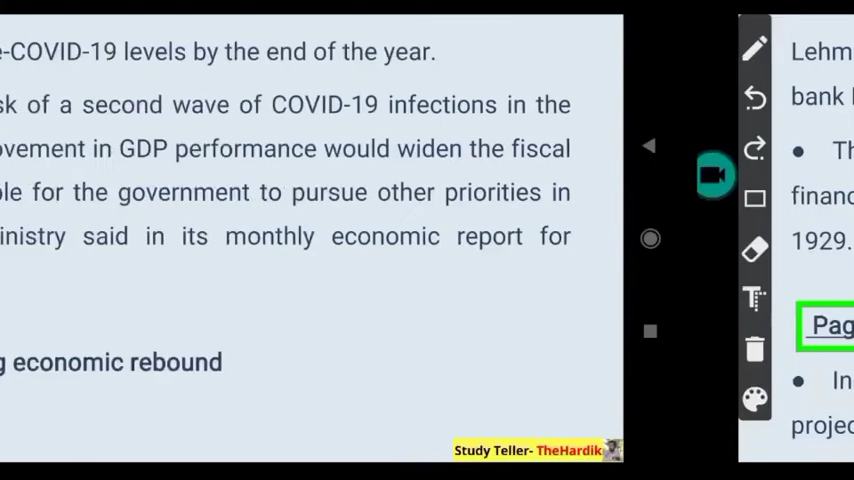 e-COVID-19 levels by the end of the year.
sk of a second wave of COVID-19 infections in the
ovement in GDP performance would widen the fiscal
ble for the government to pursue other priorities in
inistry said in its monthly economic report for
g economic rebound
Study Teller- TheHardik
Lehm
bank
Th
financ
1929.
Pag
In
projec